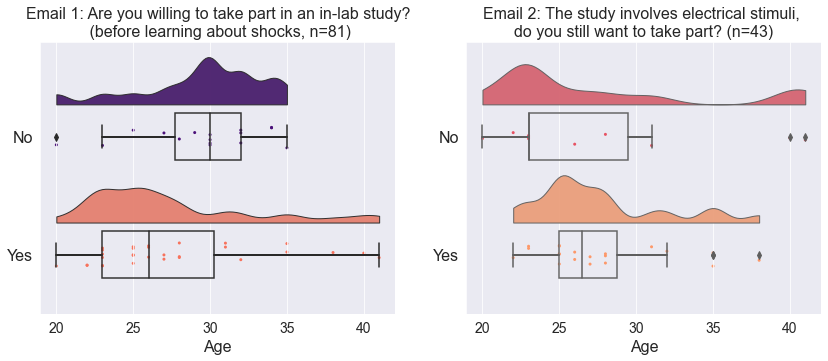 Email 1: Are you willing to take part in an in-lab study?
(before learning about shocks, n=81)
No
Yes
20 25 30 35 40
Age
Email 2: The study involves electrical stimuli,
do you still want to take part? (n=43)
No
Yes
20 25 30 35 40
Age